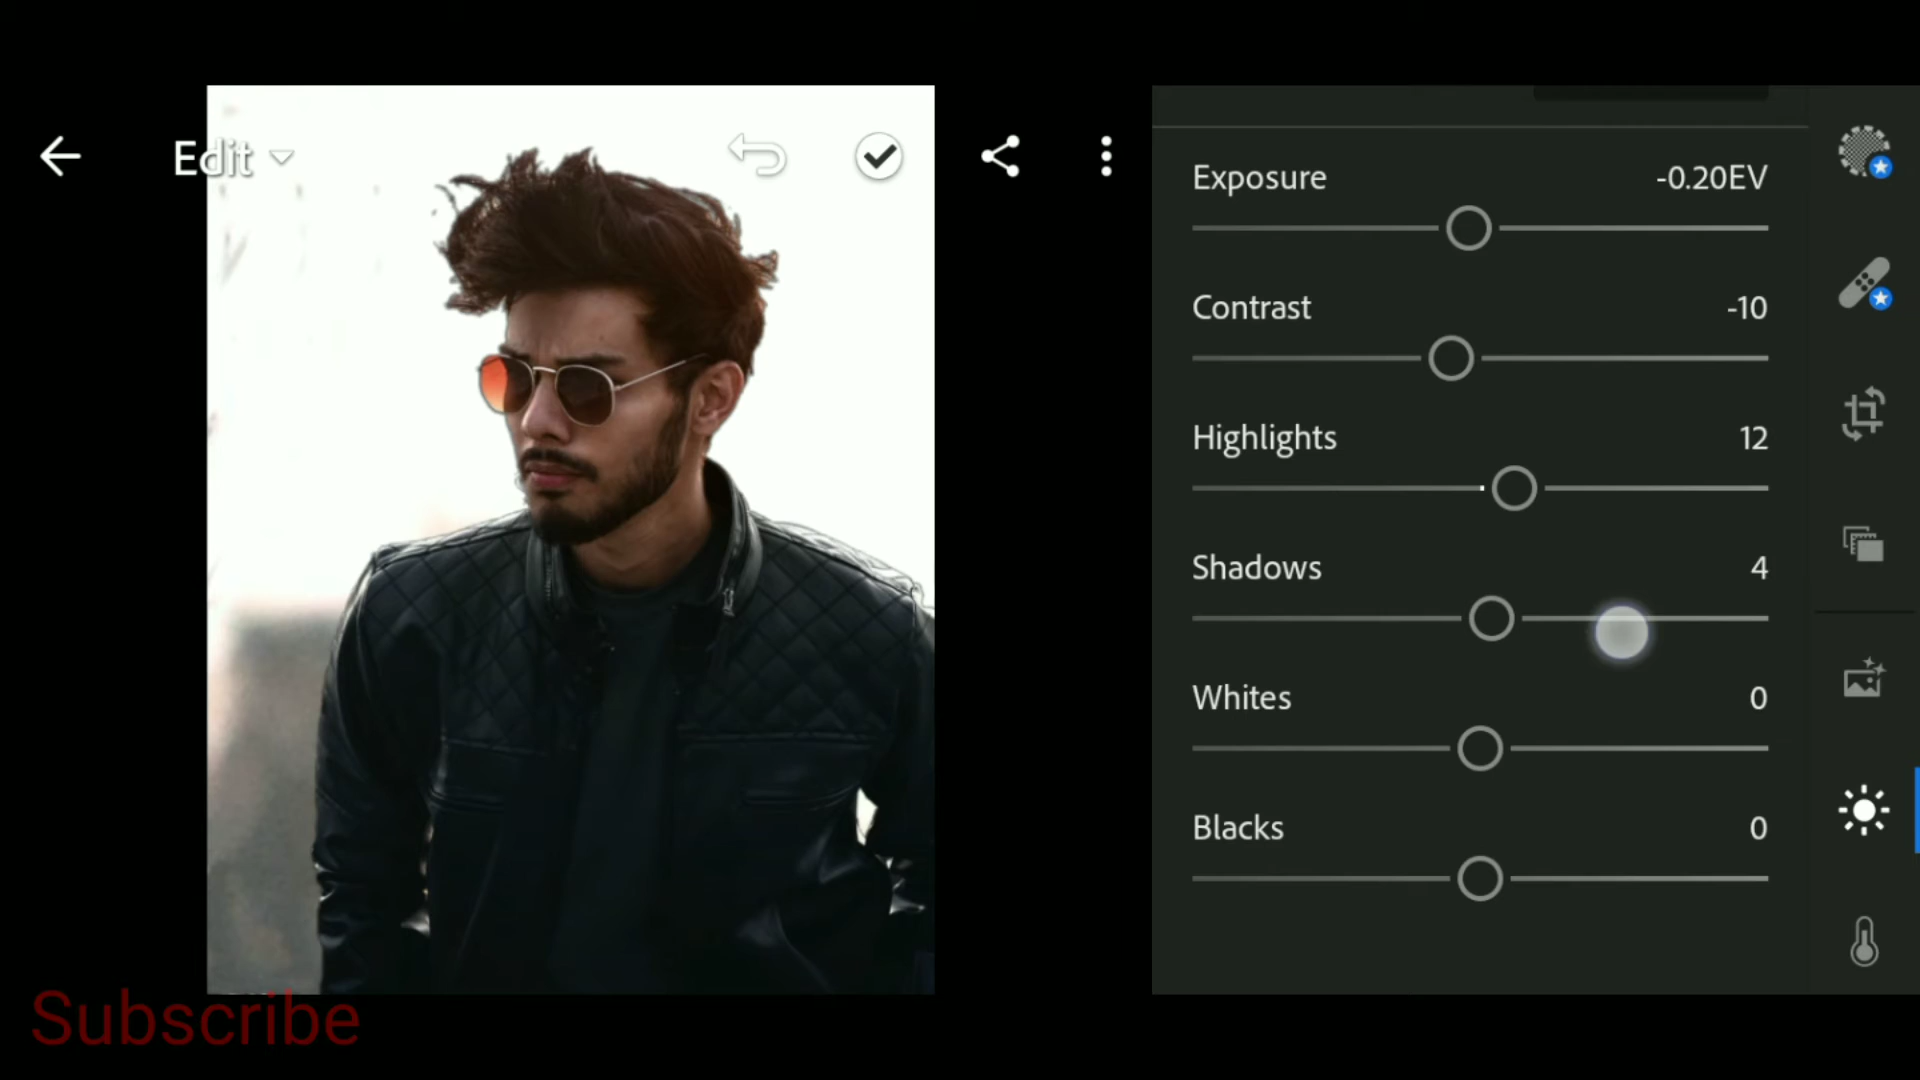 Edit
Exposure -0.20EV
Contrast -10
Highlights 12
Shadows 4
Whites 0
Blacks 0
Subscribe